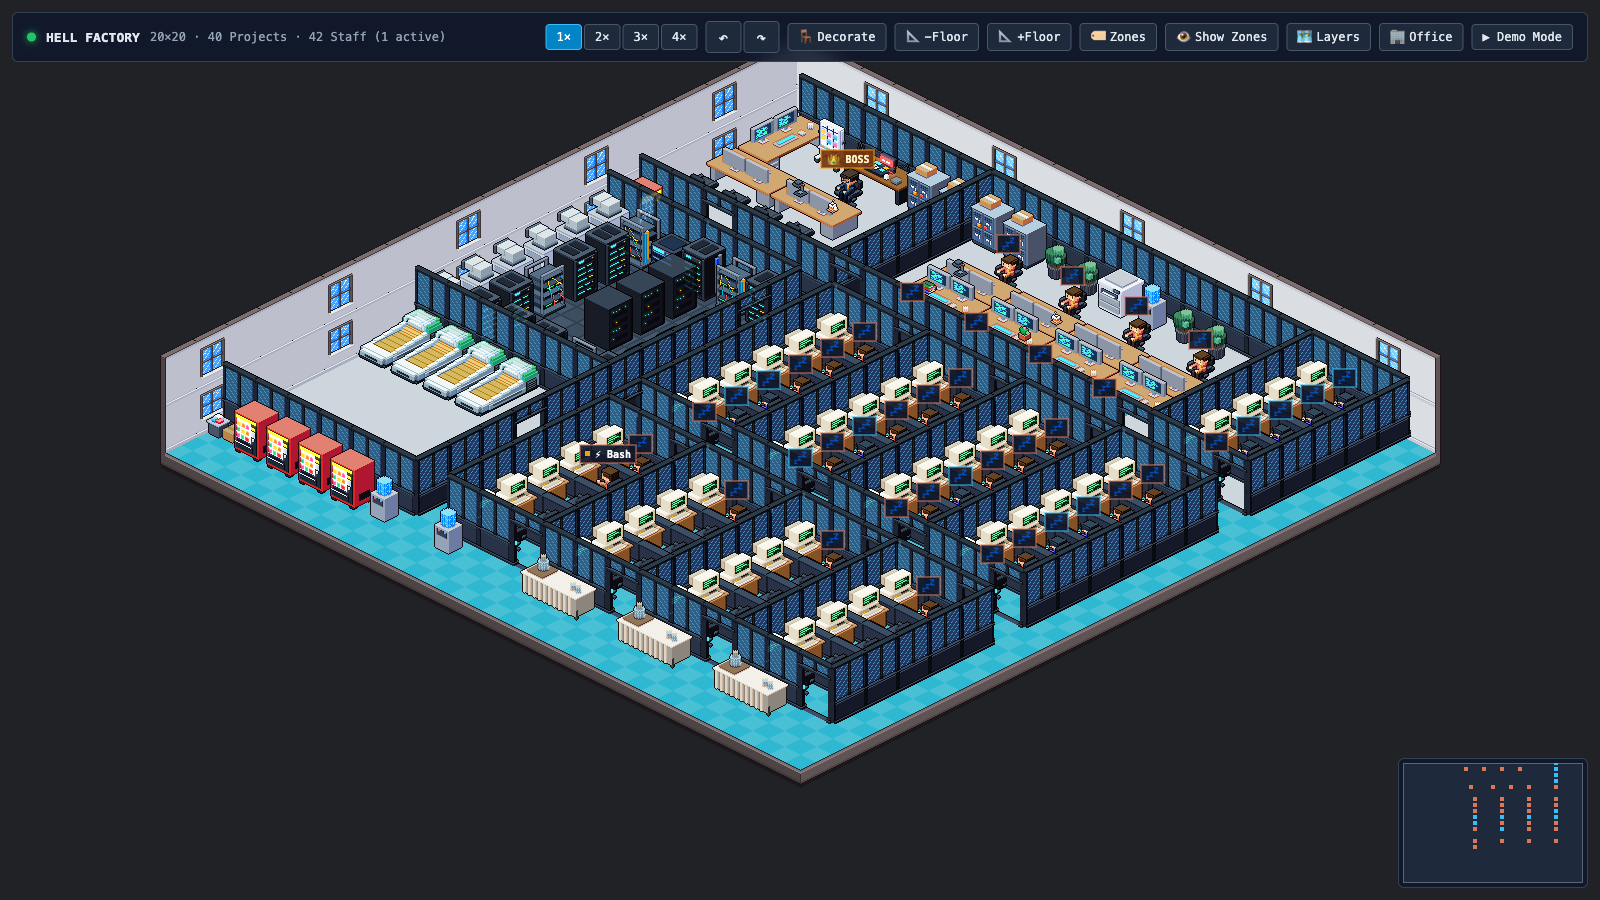 HELL FACTORY 20×20 · 40 Projects · 42 Staff (1 active)
1× 2× 3× 4× ↶ ↷ Decorate −Floor +Floor Zones Show Zones Layers Office ▶ Demo Mode
BOSS
⚡ Bash